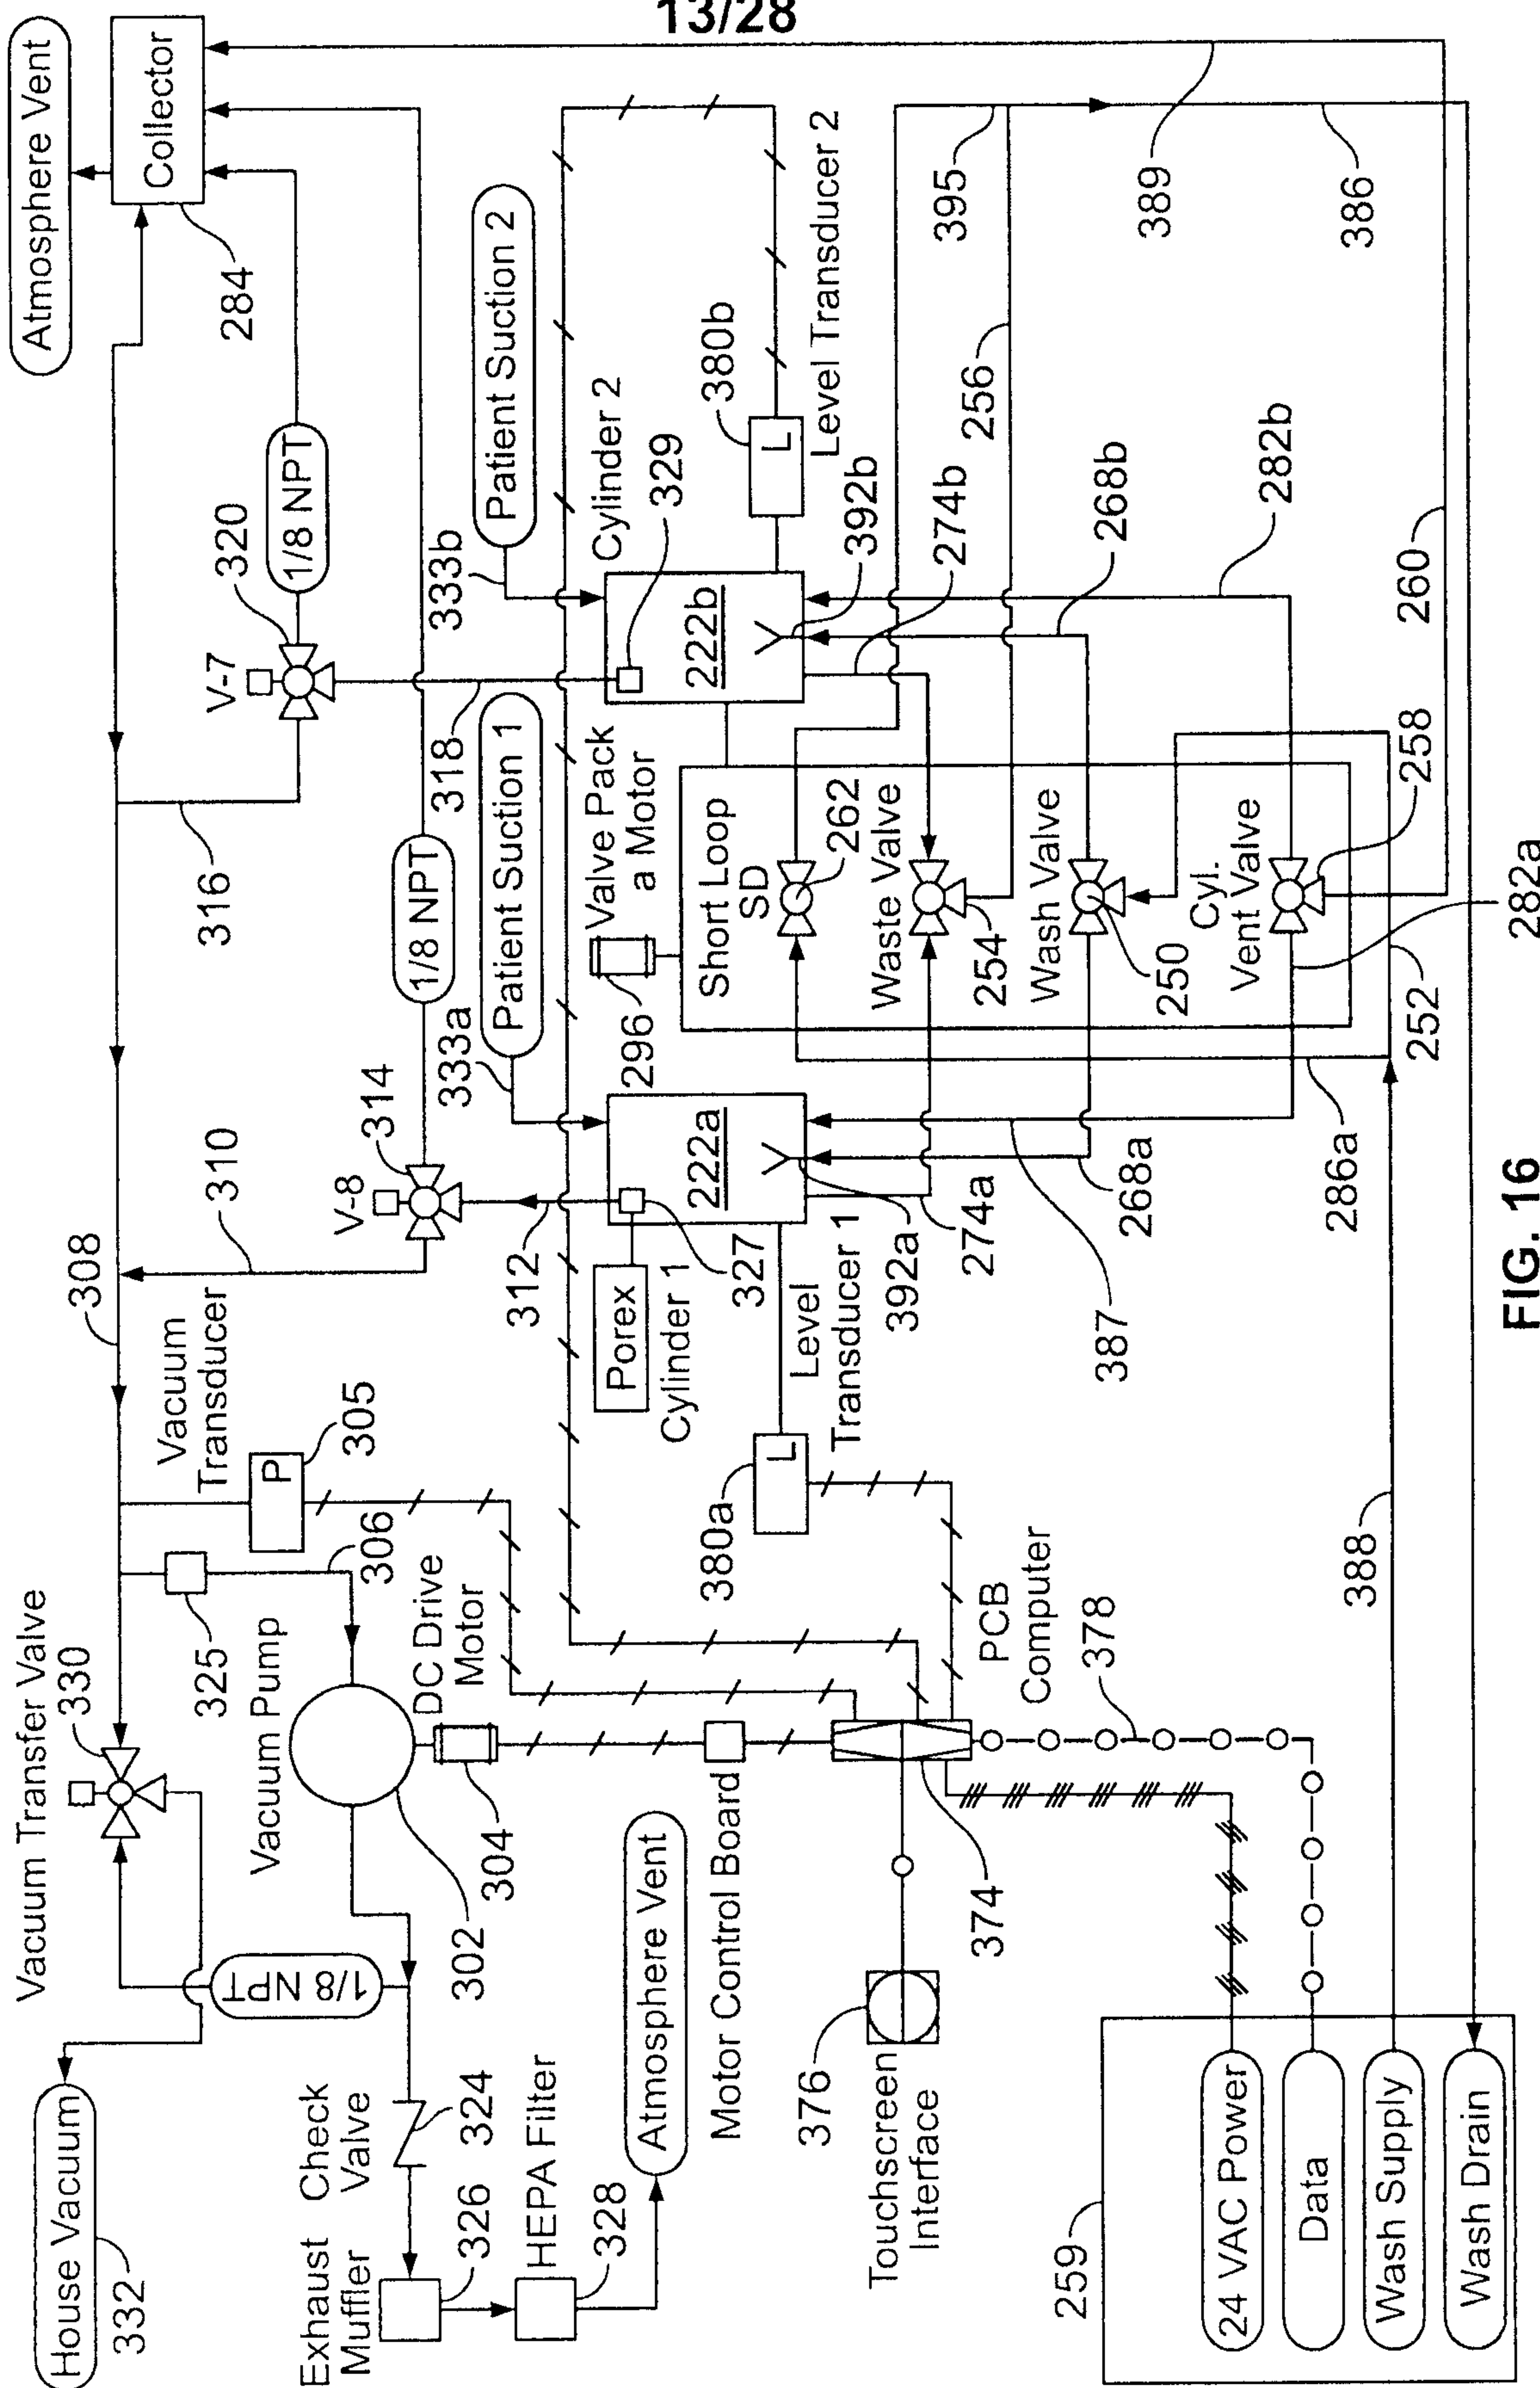 13/28
Atmosphere Vent
Collector
284
1/8 NPT
320
V-7
316
318
333b
Patient Suction 2
Cylinder 2
329
222b
380b
L
Level Transducer 2
392b
274b
395
256
268b
282b
389
386
260
258
308
310
314
V-8
312
1/8 NPT
333a
Patient Suction 1
Valve Pack
a Motor
296
Short Loop
SD
262
Waste Valve
254
Wash Valve
250
Cyl.
Vent Valve
252
282a
286a
222a
Porex
Cylinder 1
327
Level
Transducer 1
L
380a
392a
274a
268a
387
388
Vacuum
Transducer
P
305
306
325
Vacuum Transfer Valve
330
Vacuum Pump
302
DC Drive
Motor
304
1/8 NPT
House Vacuum
332
Check
Valve
324
Exhaust
Muffler
326
HEPA Filter
328
Atmosphere Vent
Motor Control Board
PCB
Computer
374
378
376
Touchscreen
Interface
259
24 VAC Power
Data
Wash Supply
Wash Drain
FIG. 16